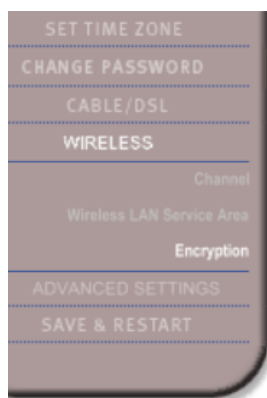 SET TIME ZONE
CHANGE PASSWORD
CABLE/DSL
WIRELESS
Channel
Wireless LAN Service Area
Encryption
ADVANCED SETTINGS
SAVE & RESTART